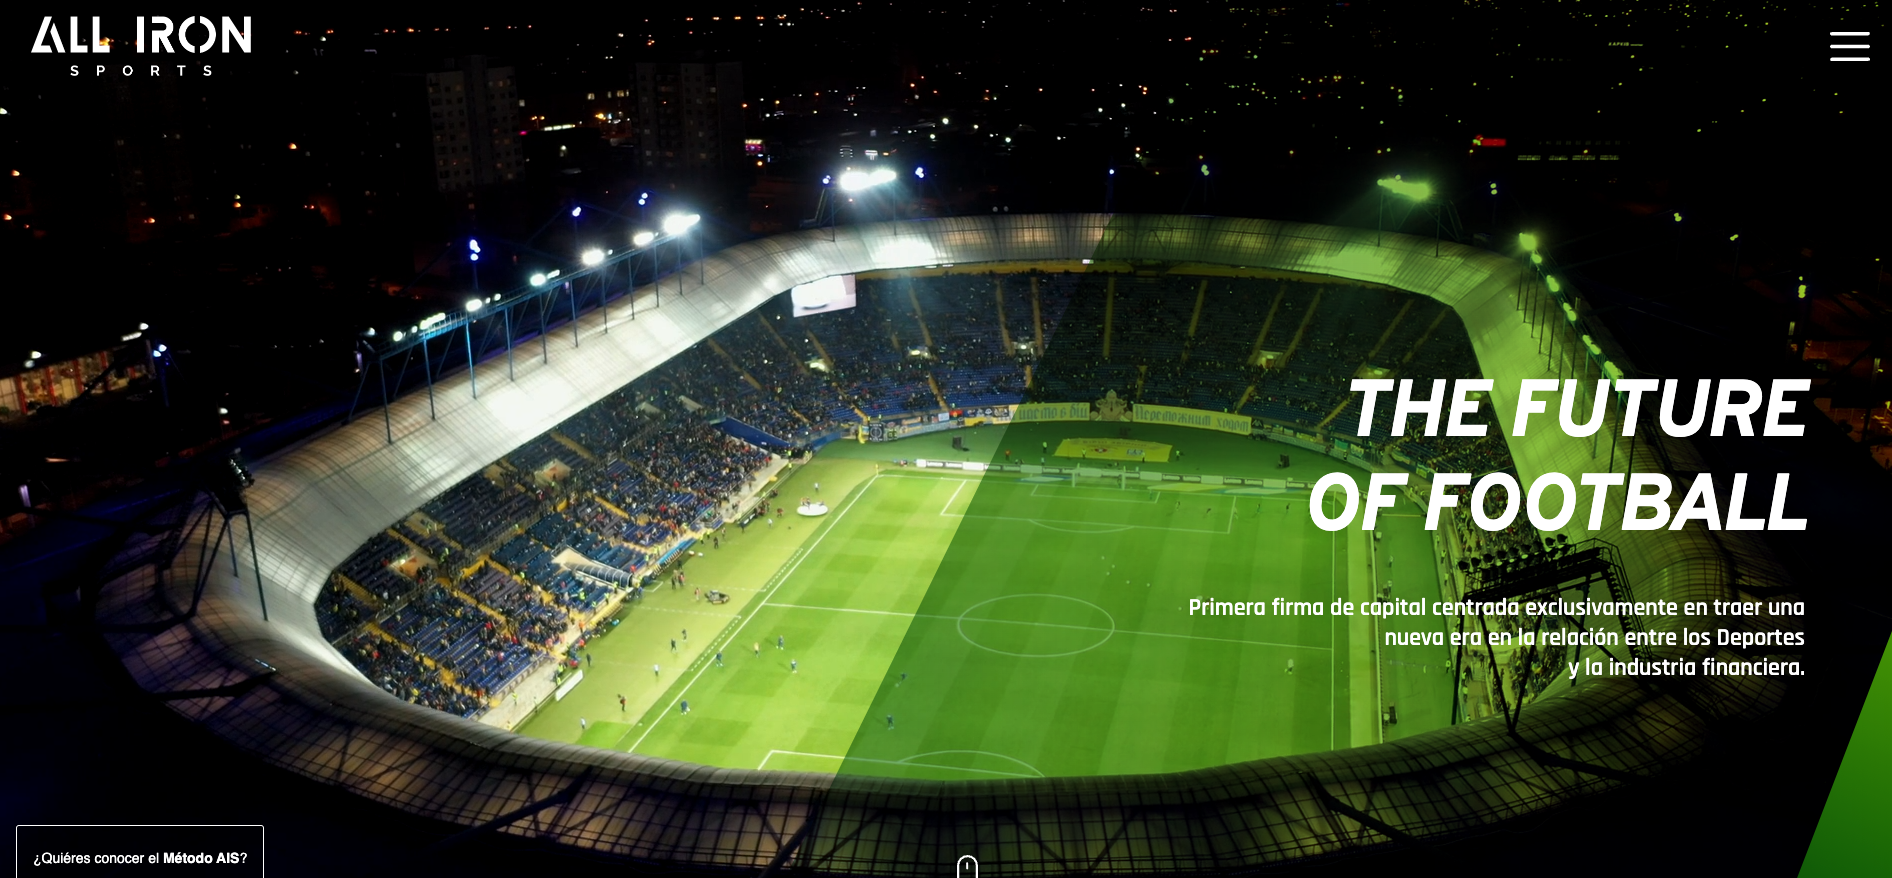 ALL IRON
SPORTS
THE FUTURE
OF FOOTBALL
Primera firma de capital centrada exclusivamente en traer una
nueva era en la relación entre los Deportes
y la industria financiera.
¿Quiéres conocer el Método AIS?